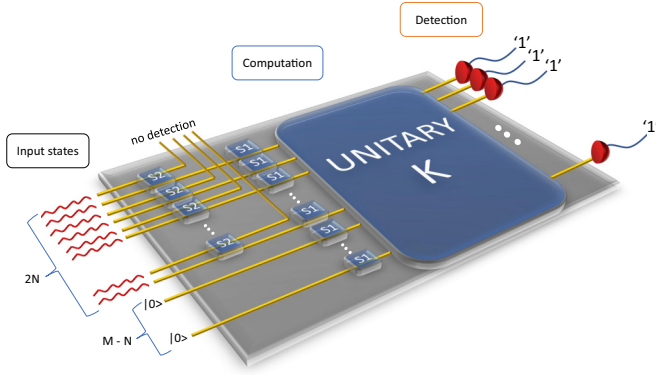 Detection
Computation
Input states
no detection
'1'
'1'
'1'
'1'
UNITARY
K
S1
S1
S1
S1
S1
S1
S2
S2
S2
S2
2N
|0>
M - N
|0>